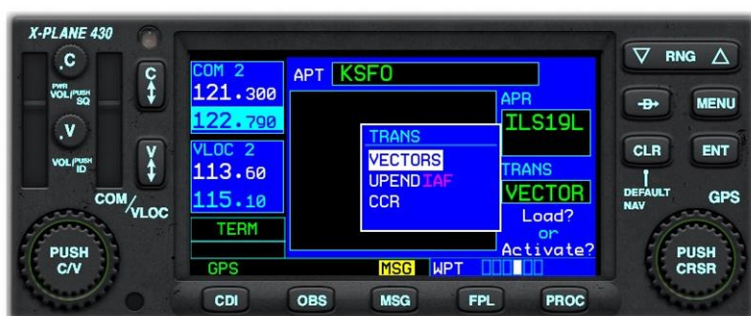 X-PLANE 430
C
PWR
VOL/PUSH
SQ
V
VOL/PUSH
ID
COM/VLOC
PUSH
C/V
C
V
COM 2
121.300
122.790
VLOC 2
113.60
115.10
TERM
GPS
MSG
WPT
APT KSFO
APR
ILS19L
TRANS
VECTOR
Load?
or
Activate?
TRANS
VECTORS
UPENDIAF
CCR
RNG
D
MENU
CLR
ENT
DEFAULT
NAV
GPS
PUSH
CRSR
CDI
OBS
MSG
FPL
PROC